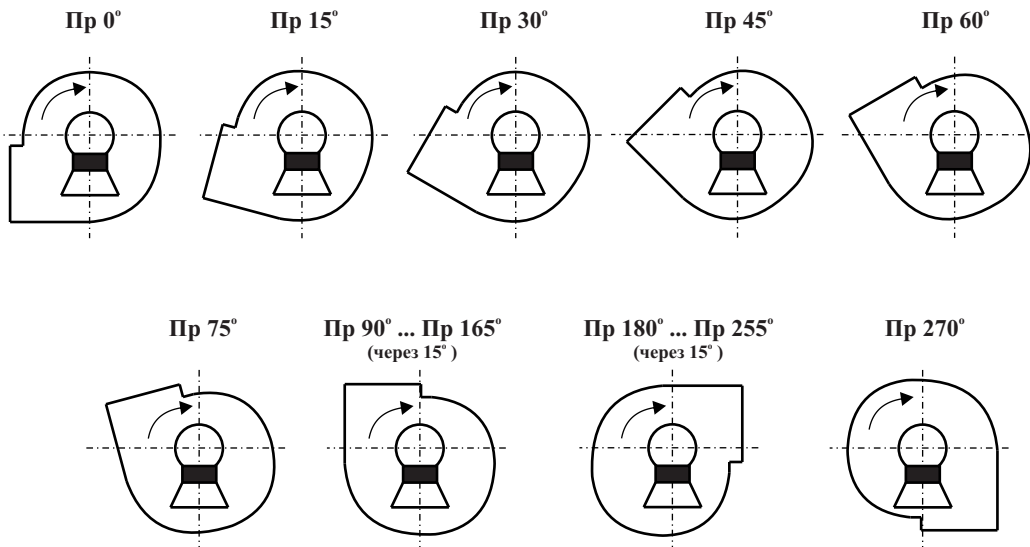 Пр 0° Пр 15° Пр 30° Пр 45° Пр 60°
Пр 75° Пр 90° ... Пр 165° Пр 180° ... Пр 255° Пр 270°
(через 15° ) (через 15° )